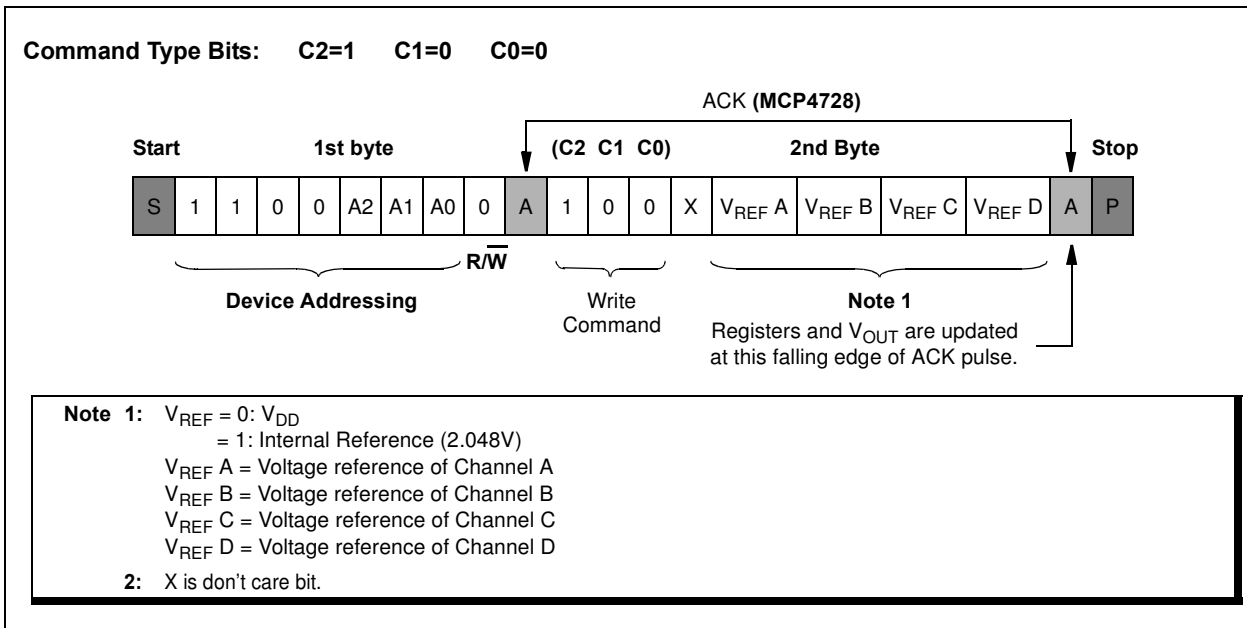 Command Type Bits: C2=1 C1=0 C0=0
ACK (MCP4728)
Start 1st byte (C2 C1 C0) 2nd Byte Stop
S 1 1 0 0 A2 A1 A0 0 A 1 0 0 X VREF A VREF B VREF C VREF D A P
R/W
Device Addressing Write Note 1
Command Registers and VOUT are updated
at this falling edge of ACK pulse.
Note 1: VREF = 0: VDD
= 1: Internal Reference (2.048V)
VREF A = Voltage reference of Channel A
VREF B = Voltage reference of Channel B
VREF C = Voltage reference of Channel C
VREF D = Voltage reference of Channel D
2: X is don't care bit.